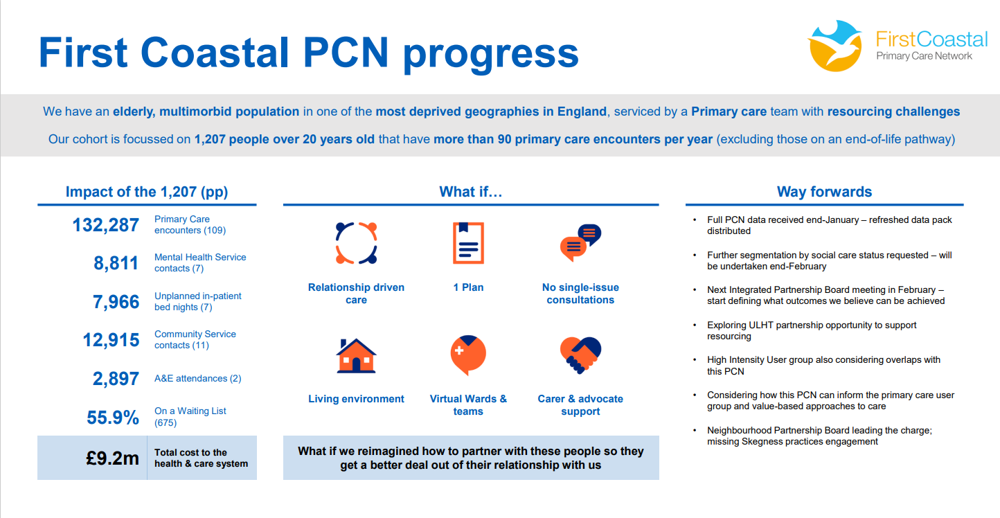 First Coastal PCN progress
FirstCoastal
Primary Care Network
We have an elderly, multimorbid population in one of the most deprived geographies in England, serviced by a Primary care team with resourcing challenges
Our cohort is focussed on 1,207 people over 20 years old that have more than 90 primary care encounters per year (excluding those on an end-of-life pathway)
Impact of the 1,207 (pp)
132,287
Primary Care
encounters (109)
8,811
Mental Health Service
contacts (7)
7,966
Unplanned in-patient
bed nights (7)
12,915
Community Service
contacts (11)
2,897
A&E attendances (2)
55.9%
On a Waiting List
(675)
£9.2m
Total cost to the
health & care system
What if…
Relationship driven
care
1 Plan
No single-issue
consultations
Living environment
Virtual Wards &
teams
Carer & advocate
support
What if we reimagined how to partner with these people so they
get a better deal out of their relationship with us
Way forwards
• Full PCN data received end-January – refreshed data pack
distributed
• Further segmentation by social care status requested – will
be undertaken end-February
• Next Integrated Partnership Board meeting in February –
start defining what outcomes we believe can be achieved
• Exploring ULHT partnership opportunity to support
resourcing
• High Intensity User group also considering overlaps with
this PCN
• Considering how this PCN can inform the primary care user
group and value-based approaches to care
• Neighbourhood Partnership Board leading the charge;
missing Skegness practices engagement